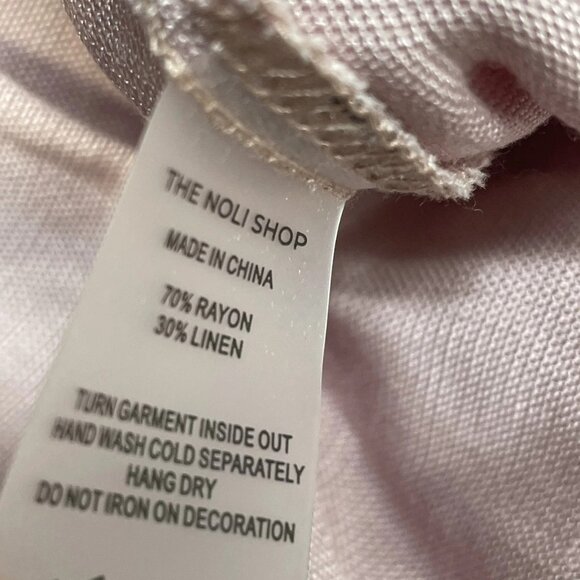 THE NOLI SHOP
MADE IN CHINA
70% RAYON
30% LINEN
TURN GARMENT INSIDE OUT
HAND WASH COLD SEPARATELY
HANG DRY
DO NOT IRON ON DECORATION